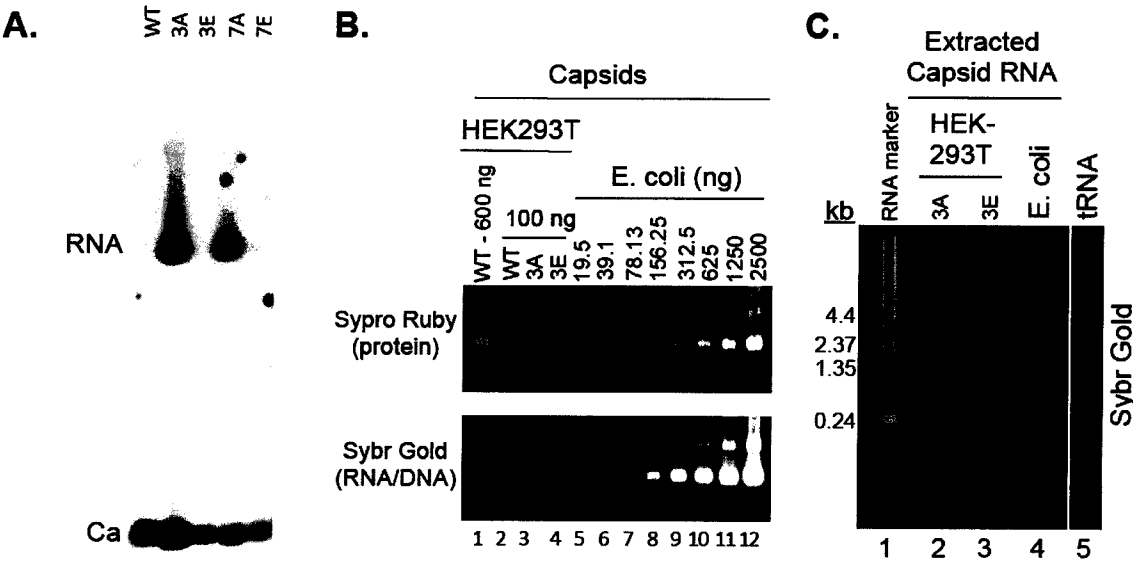 A.
WT
3A
3E
7A
7E
RNA
Ca
B.
Capsids
HEK293T
E. coli (ng)
WT - 600 ng
100 ng
WT
3A
3E
19.5
39.1
78.13
156.25
312.5
625
1250
2500
Sypro Ruby
(protein)
Sybr Gold
(RNA/DNA)
1 2 3 4 5 6 7 8 9 10 11 12
C.
Extracted
Capsid RNA
HEK-
293T
kb
RNA marker
3A
3E
E. coli
tRNA
4.4
2.37
1.35
0.24
Sybr Gold
1 2 3 4 5